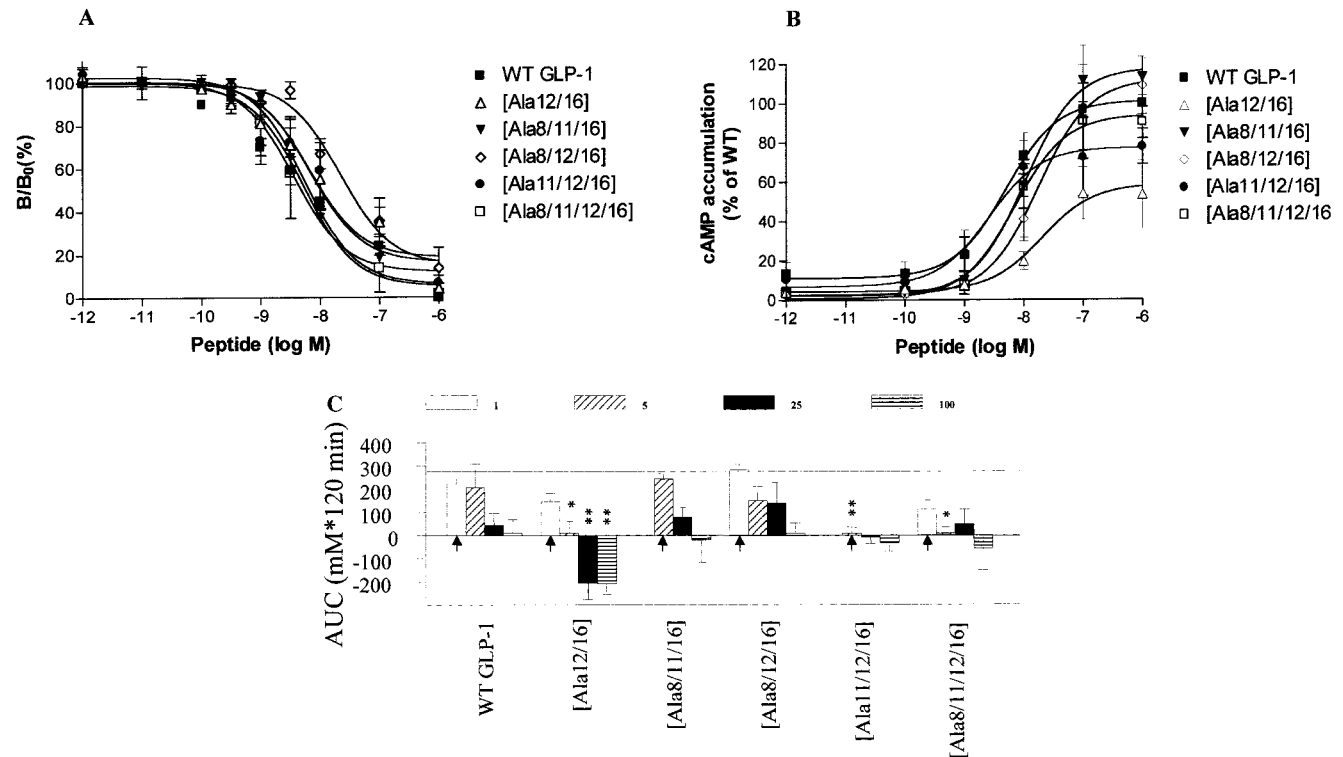 A
B/B0(%)
100
80
60
40
20
0
-12 -11 -10 -9 -8 -7 -6
Peptide (log M)
WT GLP-1
[Ala12/16]
[Ala8/11/16]
[Ala8/12/16]
[Ala11/12/16]
[Ala8/11/12/16]
B
cAMP accumulation
(% of WT)
120
100
80
60
40
20
0
-12 -11 -10 -9 -8 -7 -6
Peptide (log M)
WT GLP-1
[Ala12/16]
[Ala8/11/16]
[Ala8/12/16]
[Ala11/12/16]
[Ala8/11/12/16
C 1 5 25 100
AUC (mM*120 min)
400
300
200
100
0
-100
-200
* ** ** ** *
WT GLP-1
[Ala12/16]
[Ala8/11/16]
[Ala8/12/16]
[Ala11/12/16]
[Ala8/11/12/16]